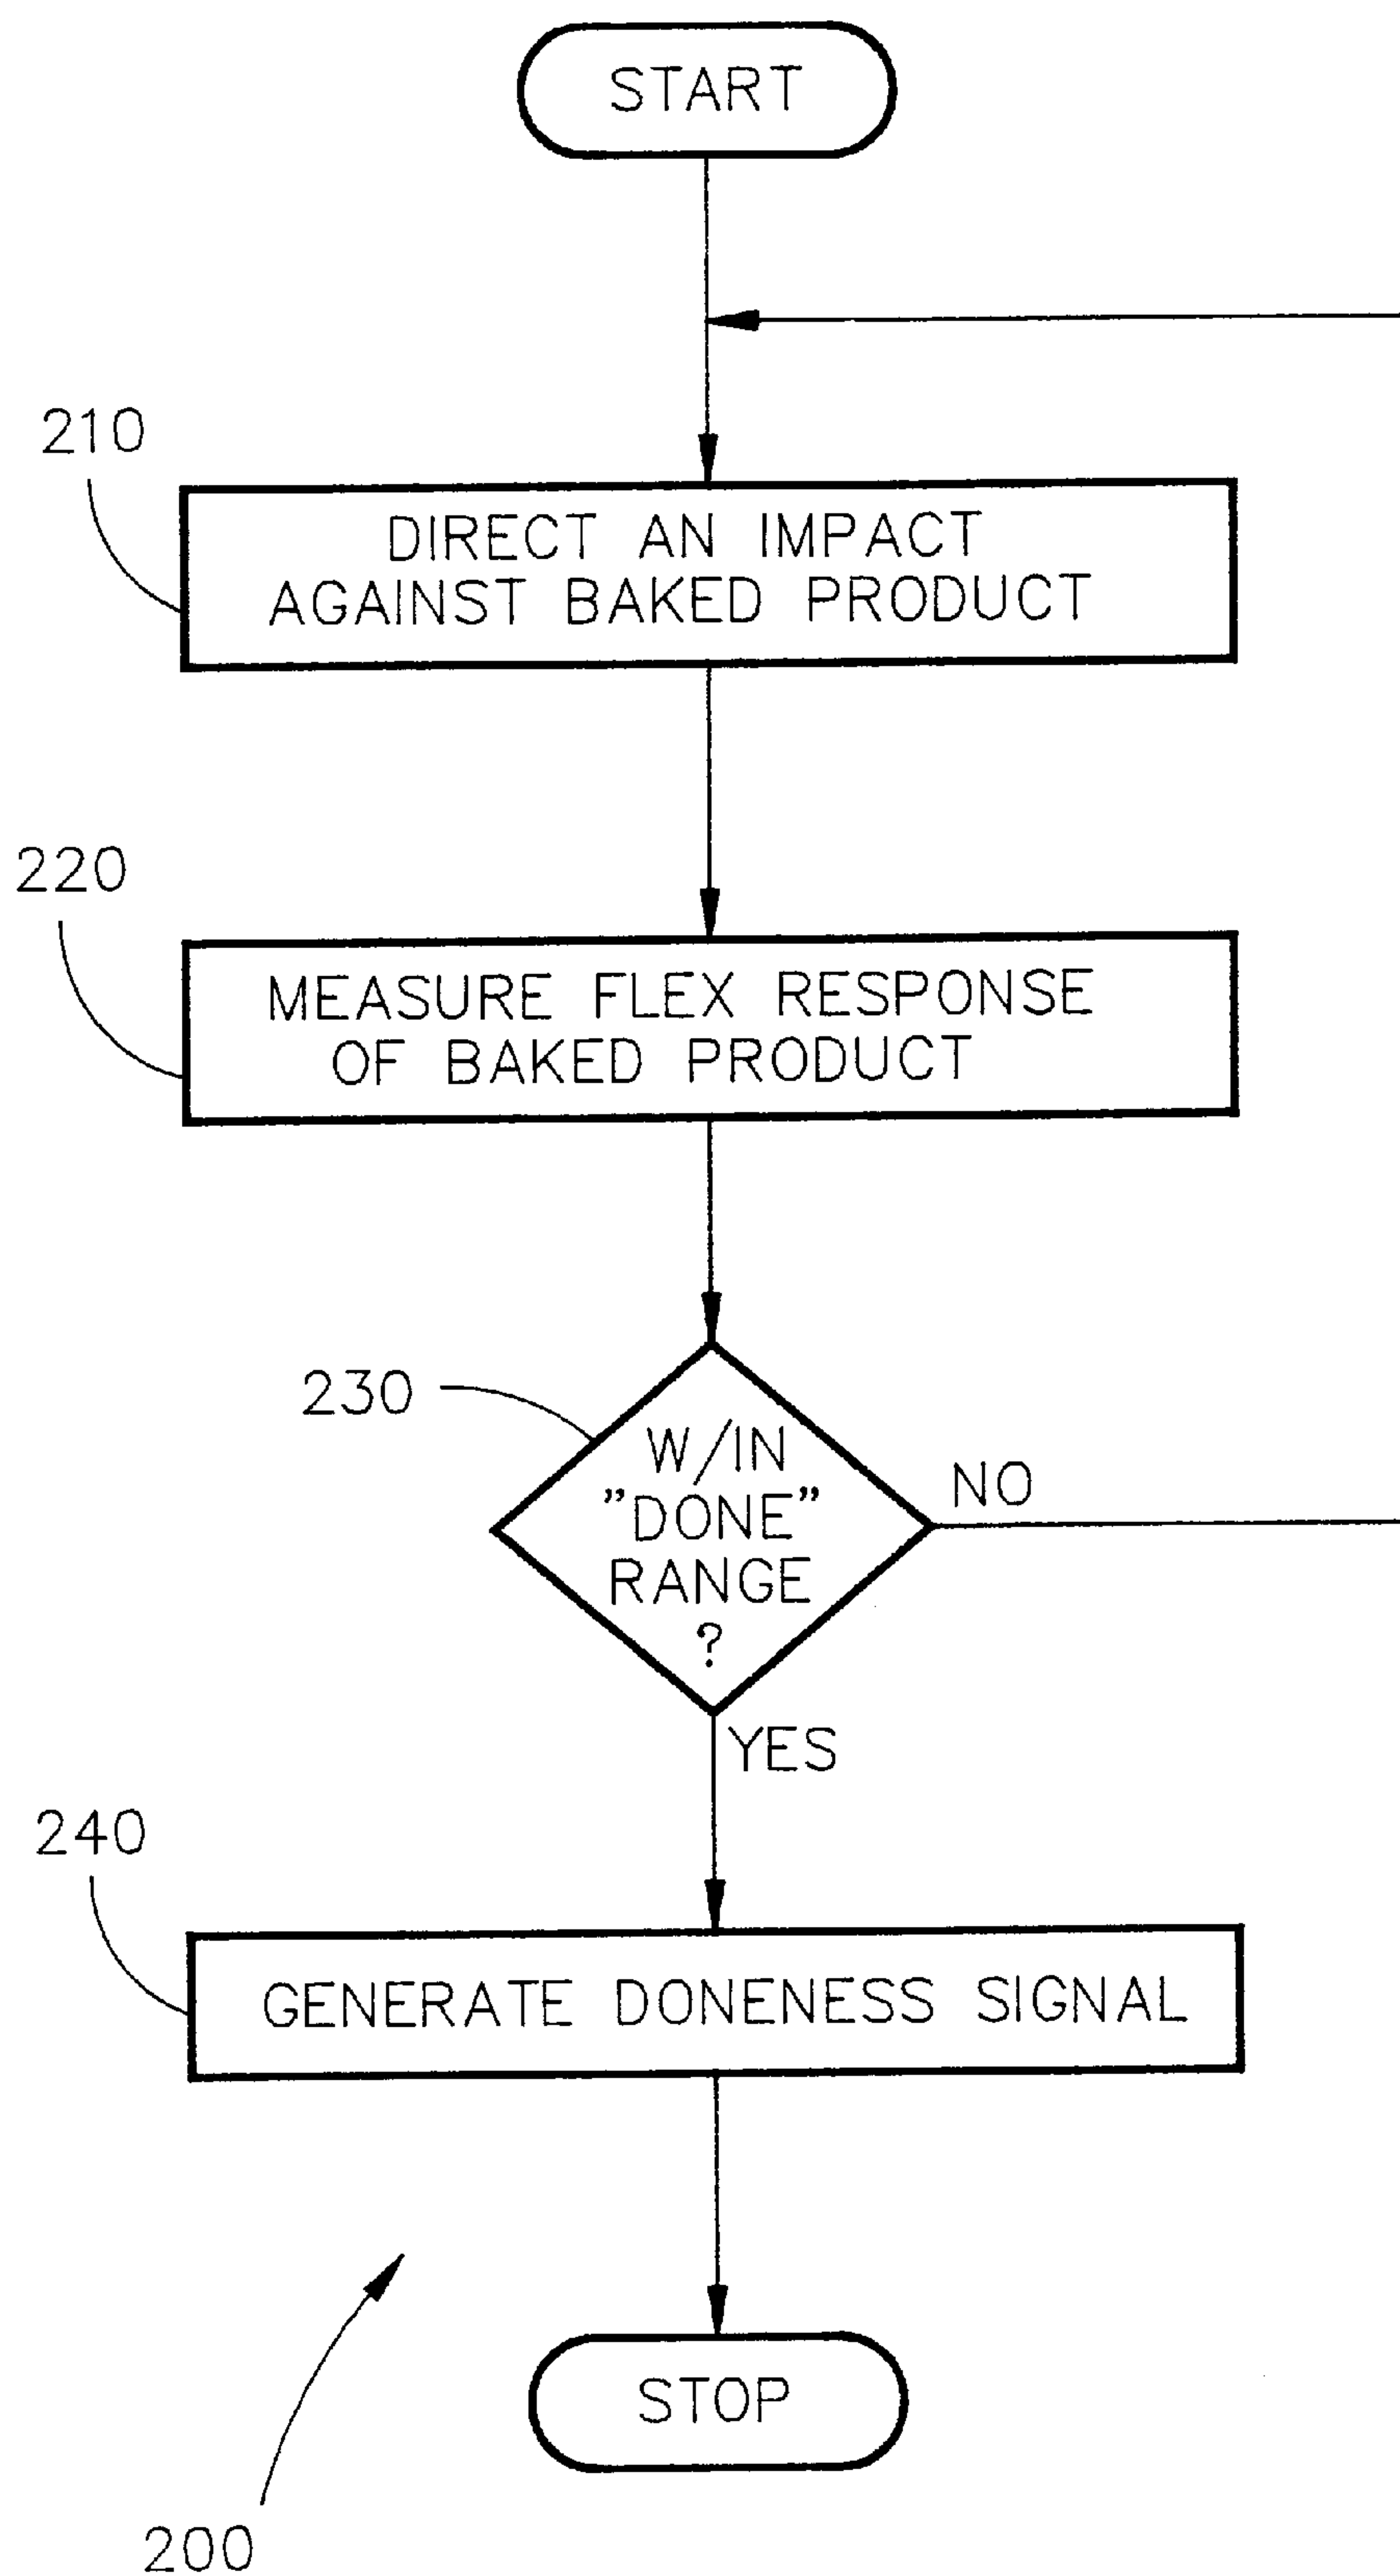 START
210
DIRECT AN IMPACT
AGAINST BAKED PRODUCT
220
MEASURE FLEX RESPONSE
OF BAKED PRODUCT
230
W/IN
"DONE"
RANGE
?
NO
YES
240
GENERATE DONENESS SIGNAL
STOP
200